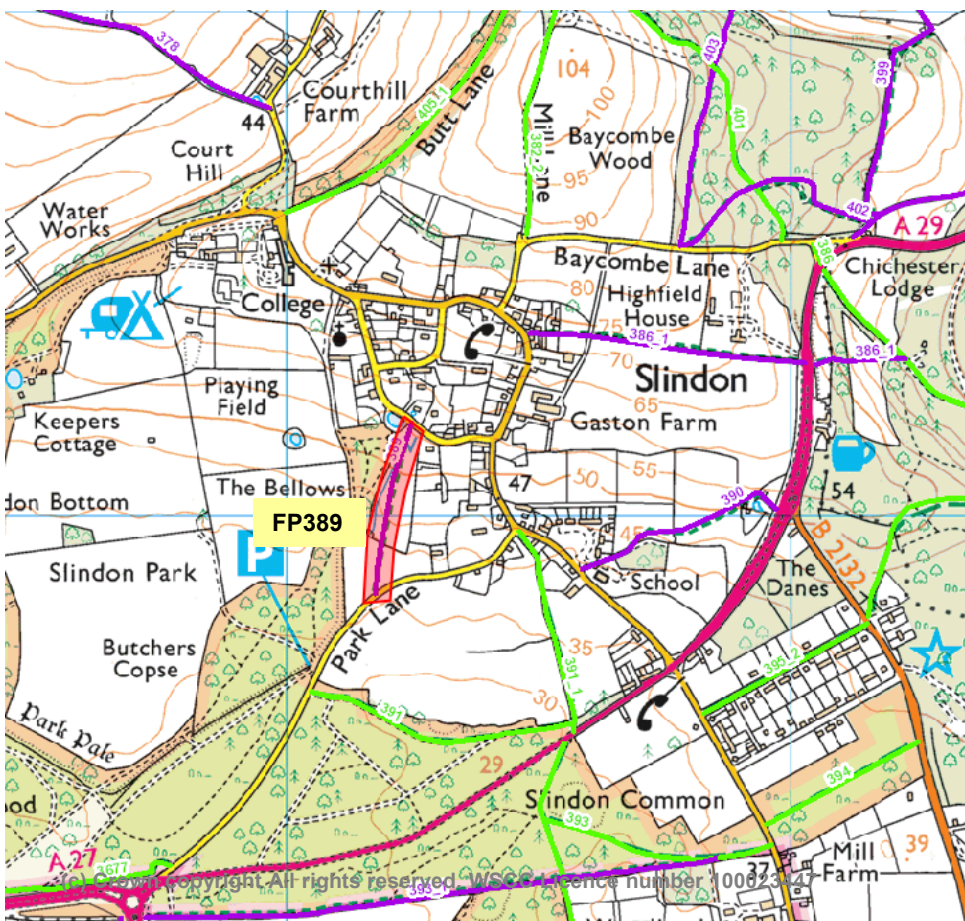 378
Courthill
Farm
44
Court
Hill
Butt Lane
405_1
104
100
Mill Lane
382_2
Baycombe
Wood
95
90
403
401
399
402
A 29
386
Water
Works
College
Baycombe Lane
80
Highfield
House
Chichester
Lodge
75
386_1
386_1
70
Slindon
65
Gaston Farm
Playing
Field
Keepers
Cottage
389
The Bellows
FP389
don Bottom
47
50
55
390
54
45
B 2132
P
Slindon Park
School
The
Danes
Park Lane
Butchers
Copse
35
391_1
395_2
30
391
Park Pale
29
Slindon Common
394
393
ood
A 27
3677
39
Mill
Farm
37
(c) Crown copyright All rights reserved. WSCC Licence number 100023447
395_1